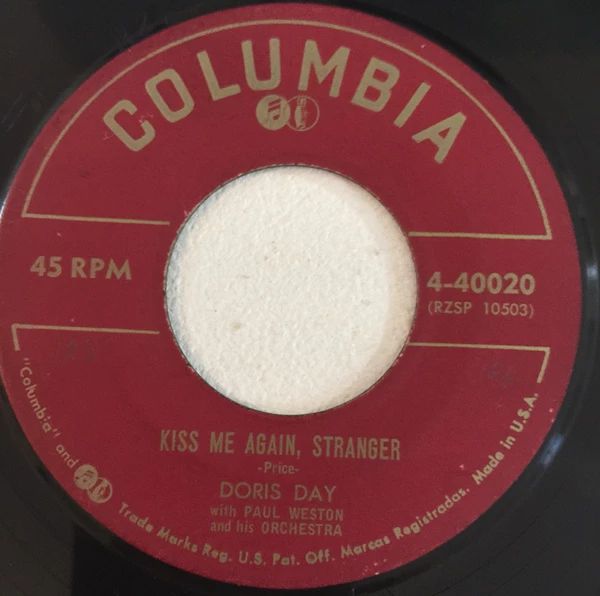 COLUMBIA
45 RPM
4-40020
(RZSP 10503)
KISS ME AGAIN, STRANGER
-Price-
DORIS DAY
with PAUL WESTON
and his ORCHESTRA
"Columbia" and Trade Marks Reg. U.S. Pat. Off. Marcas Registradas. Made in U.S.A.